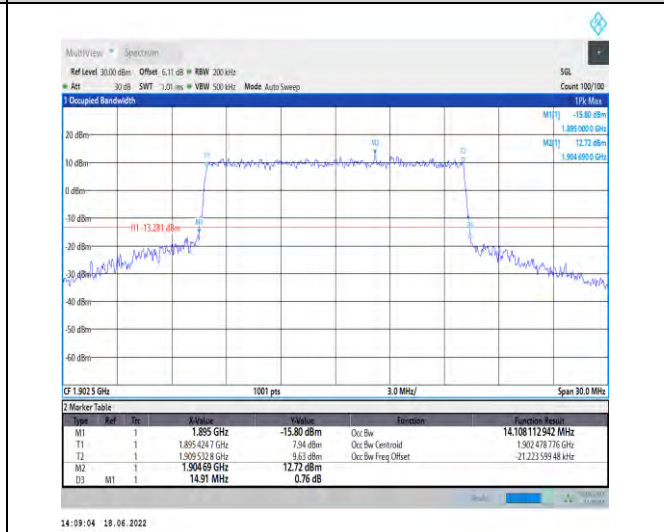 MultiView Spectrum
Ref Level 30.00 dBm Offset 6.11 dB RBW 200 kHz SGL
Att 30 dB SWT 1.01 ms VBW 500 kHz Mode Auto Sweep Count 100/100
1 Occupied Bandwidth 1Pk Max
M1[1] -15.80 dBm
1.895 000 0 GHz
M2[1] 12.72 dBm
1.904 690 0 GHz
20 dBm
M2
T1
T2
10 dBm
0 dBm
-10 dBm
M1
H1 -13.281 dBm
-20 dBm
-30 dBm
-40 dBm
-50 dBm
-60 dBm
CF 1.902 5 GHz 1001 pts 3.0 MHz/ Span 30.0 MHz
2 Marker Table
Type Ref Trc X-Value Y-Value Function Function Result
M1 1 1.895 GHz -15.80 dBm Occ Bw 14.108 112 942 MHz
T1 1 1.895 424 7 GHz 7.94 dBm Occ Bw Centroid 1.902 478 776 GHz
T2 1 1.909 532 8 GHz 9.63 dBm Occ Bw Freq Offset -21.223 599 48 kHz
M2 1 1.904 69 GHz 12.72 dBm
D3 M1 1 14.91 MHz 0.76 dB
14:09:04 18.06.2022